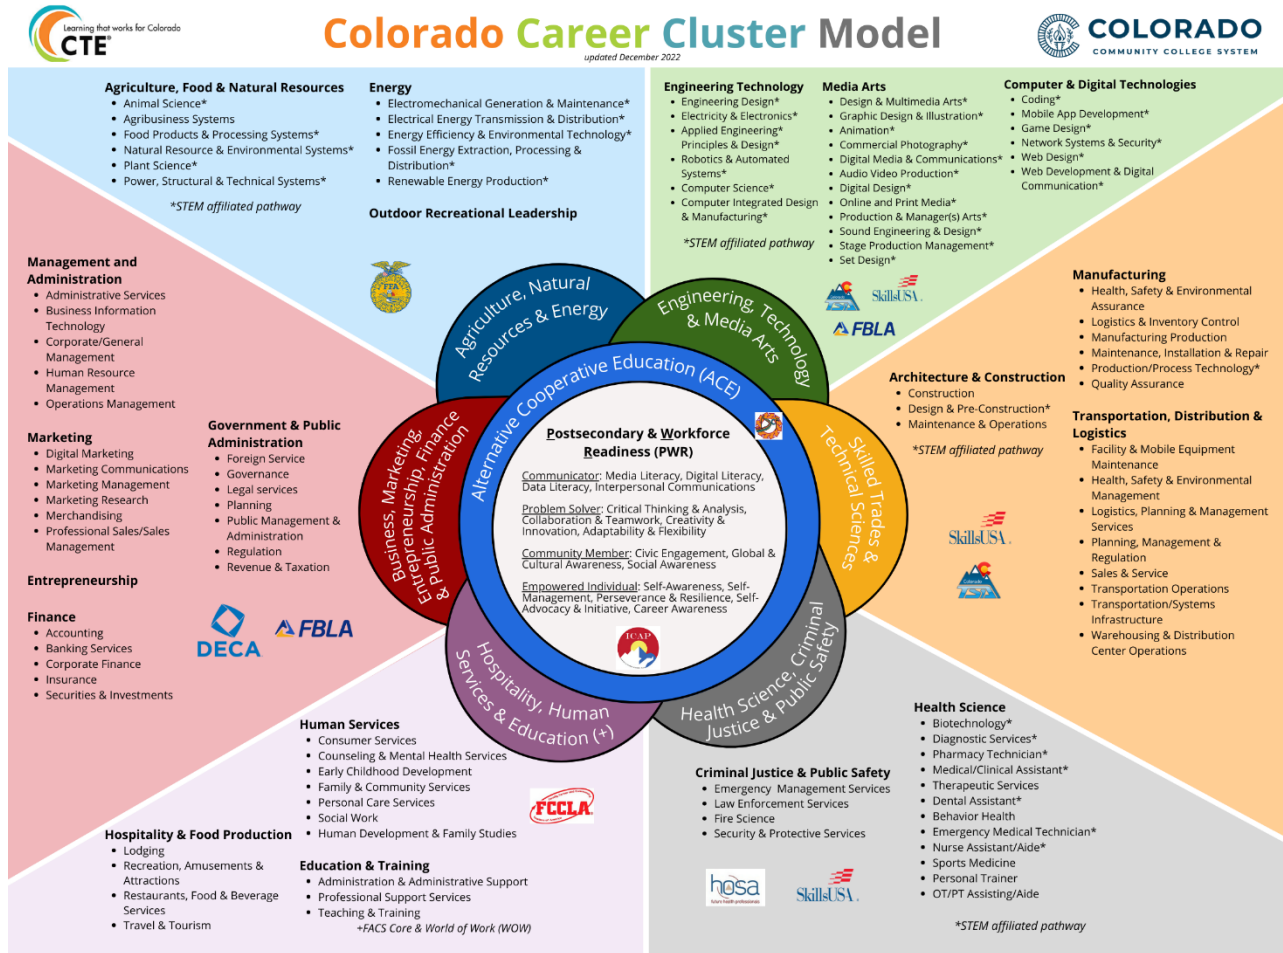 Learning that works for Colorado
CTE®
Colorado Career Cluster Model
updated December 2022
COLORADO
COMMUNITY COLLEGE SYSTEM
Agriculture, Food & Natural Resources
• Animal Science*
• Agribusiness Systems
• Food Products & Processing Systems*
• Natural Resource & Environmental Systems*
• Plant Science*
• Power, Structural & Technical Systems*
*STEM affiliated pathway
Energy
• Electromechanical Generation & Maintenance*
• Electrical Energy Transmission & Distribution*
• Energy Efficiency & Environmental Technology*
• Fossil Energy Extraction, Processing &
Distribution*
• Renewable Energy Production*
Outdoor Recreational Leadership
FFA
Engineering Technology
• Engineering Design*
• Electricity & Electronics*
• Applied Engineering*
Principles & Design*
• Robotics & Automated
Systems*
• Computer Science*
• Computer Integrated Design
& Manufacturing*
*STEM affiliated pathway
Media Arts
• Design & Multimedia Arts*
• Graphic Design & Illustration*
• Animation*
• Commercial Photography*
• Digital Media & Communications*
• Audio Video Production*
• Digital Design*
• Online and Print Media*
• Production & Manager(s) Arts*
• Sound Engineering & Design*
• Stage Production Management*
• Set Design*
Computer & Digital Technologies
• Coding*
• Mobile App Development*
• Game Design*
• Network Systems & Security*
• Web Design*
• Web Development & Digital
Communication*
Colorado
TSA
SkillsUSA
FBLA
Management and
Administration
• Administrative Services
• Business Information
Technology
• Corporate/General
Management
• Human Resource
Management
• Operations Management
Marketing
• Digital Marketing
• Marketing Communications
• Marketing Management
• Marketing Research
• Merchandising
• Professional Sales/Sales
Management
Entrepreneurship
Finance
• Accounting
• Banking Services
• Corporate Finance
• Insurance
• Securities & Investments
Government & Public
Administration
• Foreign Service
• Governance
• Legal services
• Planning
• Public Management &
Administration
• Regulation
• Revenue & Taxation
DECA
FBLA
Agriculture, Natural
Resources & Energy
Engineering, Technology
& Media Arts
Business, Marketing,
Entrepreneurship, Finance
& Public Administration
Skilled Trades &
Technical Sciences
Hospitality, Human
Services & Education (+)
Health Science, Criminal
Justice & Public Safety
Alternative Cooperative Education (ACE)
Postsecondary & Workforce
Readiness (PWR)
Communicator: Media Literacy, Digital Literacy,
Data Literacy, Interpersonal Communications
Problem Solver: Critical Thinking & Analysis,
Collaboration & Teamwork, Creativity &
Innovation, Adaptability & Flexibility
Community Member: Civic Engagement, Global &
Cultural Awareness, Social Awareness
Empowered Individual: Self-Awareness, Self-
Management, Perseverance & Resilience, Self-
Advocacy & Initiative, Career Awareness
ICAP
Architecture & Construction
• Construction
• Design & Pre-Construction*
• Maintenance & Operations
*STEM affiliated pathway
Manufacturing
• Health, Safety & Environmental
Assurance
• Logistics & Inventory Control
• Manufacturing Production
• Maintenance, Installation & Repair
• Production/Process Technology*
• Quality Assurance
Transportation, Distribution &
Logistics
• Facility & Mobile Equipment
Maintenance
• Health, Safety & Environmental
Management
• Logistics, Planning & Management
Services
• Planning, Management &
Regulation
• Sales & Service
• Transportation Operations
• Transportation/Systems
Infrastructure
• Warehousing & Distribution
Center Operations
SkillsUSA
Colorado
TSA
Human Services
• Consumer Services
• Counseling & Mental Health Services
• Early Childhood Development
• Family & Community Services
• Personal Care Services
• Social Work
• Human Development & Family Studies
FCCLA
Hospitality & Food Production
• Lodging
• Recreation, Amusements &
Attractions
• Restaurants, Food & Beverage
Services
• Travel & Tourism
Education & Training
• Administration & Administrative Support
• Professional Support Services
• Teaching & Training
+FACS Core & World of Work (WOW)
Criminal Justice & Public Safety
• Emergency Management Services
• Law Enforcement Services
• Fire Science
• Security & Protective Services
hosa
future health professionals
SkillsUSA
Health Science
• Biotechnology*
• Diagnostic Services*
• Pharmacy Technician*
• Medical/Clinical Assistant*
• Therapeutic Services
• Dental Assistant*
• Behavior Health
• Emergency Medical Technician*
• Nurse Assistant/Aide*
• Sports Medicine
• Personal Trainer
• OT/PT Assisting/Aide
*STEM affiliated pathway